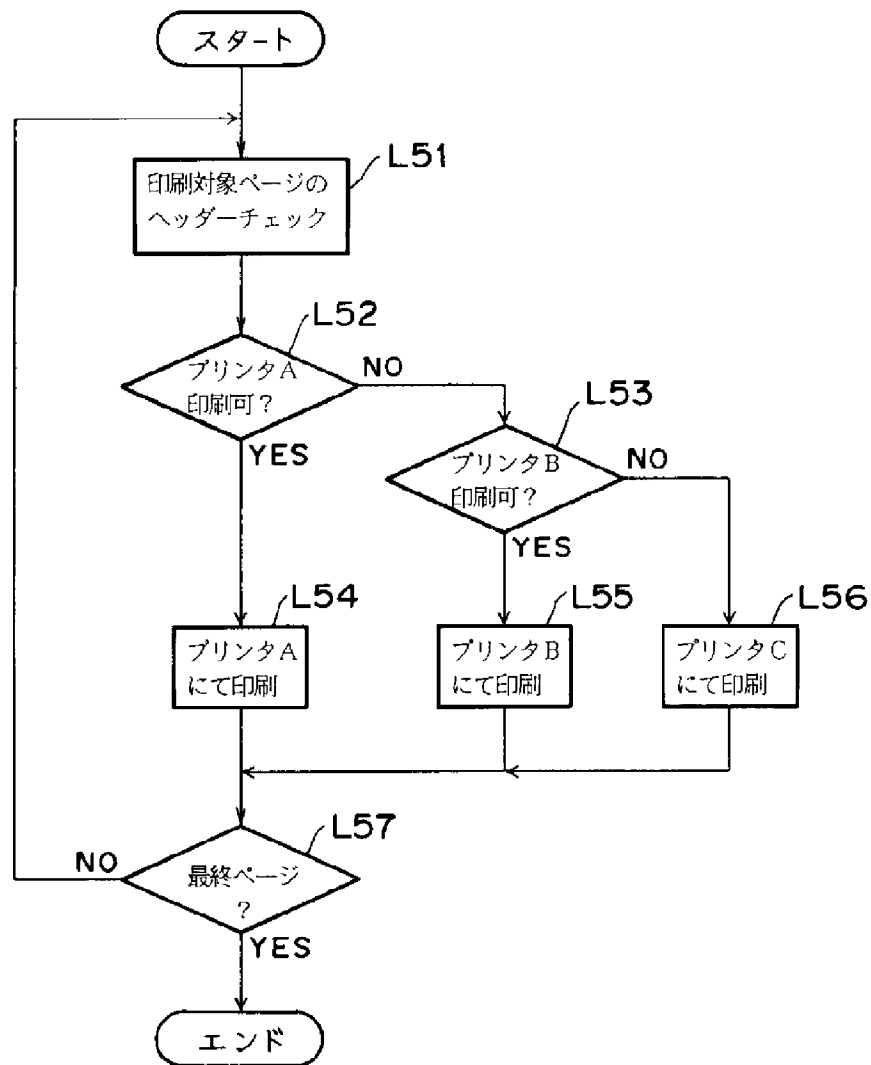 スタート
L51
印刷対象ページの
ヘッダーチェック
L52
プリンタA
印刷可？
NO
YES
L53
プリンタB
印刷可？
NO
YES
L54
プリンタA
にて印刷
L55
プリンタB
にて印刷
L56
プリンタC
にて印刷
L57
最終ページ
？
NO
YES
エンド